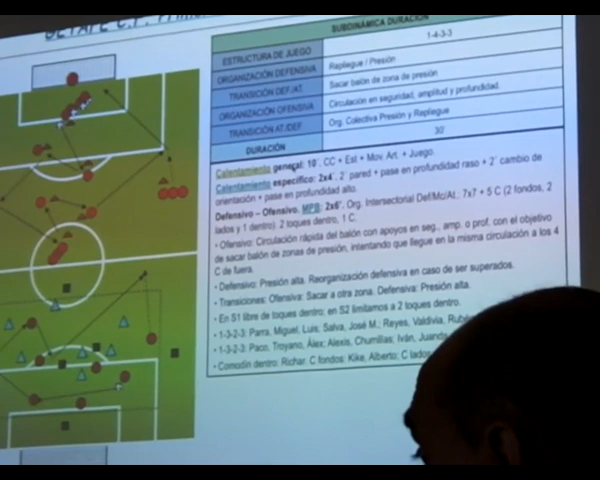 GETAFE C.F.
SUBDINÁMICA DURACIÓN
ESTRUCTURA DE JUEGO 1-4-3-3
ORGANIZACIÓN DEFENSIVA Repliegue / Presión
TRANSICIÓN DEF./AT. Sacar balón de zona de presión
ORGANIZACIÓN OFENSIVA Circulación en seguridad, amplitud y profundidad.
TRANSICIÓN AT./DEF. Org. Colectiva Presión y Repliegue
DURACIÓN 30'
Calentamiento general: 10'. CC + Est + Mov. Art. + Juego.
Calentamiento específico: 2x4'. 2' pared + pase en profundidad raso + 2' cambio de
orientación + pase en profundidad alto.
Defensivo – Ofensivo. MPB: 2x6'. Org. Intersectorial Def/Mc/At.: 7x7 + 5 C (2 fondos, 2
lados y 1 dentro). 2 toques dentro, 1 C.
• Ofensivo: Circulación rápida del balón con apoyos en seg., amp. o prof. con el objetivo
de sacar balón de zonas de presión, intentando que llegue en la misma circulación a los 4
C de fuera.
• Defensivo: Presión alta. Reorganización defensiva en caso de ser superados.
• Transiciones: Ofensiva: Sacar a otra zona. Defensiva: Presión alta.
• En S1 libre de toques dentro; en S2 limitamos a 2 toques dentro.
• 1-3-2-3: Parra, Miguel, Luis; Salva, José M.; Reyes, Valdivia,
• 1-3-2-3: Paco, Troyano, Álex; Alexis, Chumillas; Iván,
• Comodín dentro: Richar. C fondos: Kike, Alberto; C lados